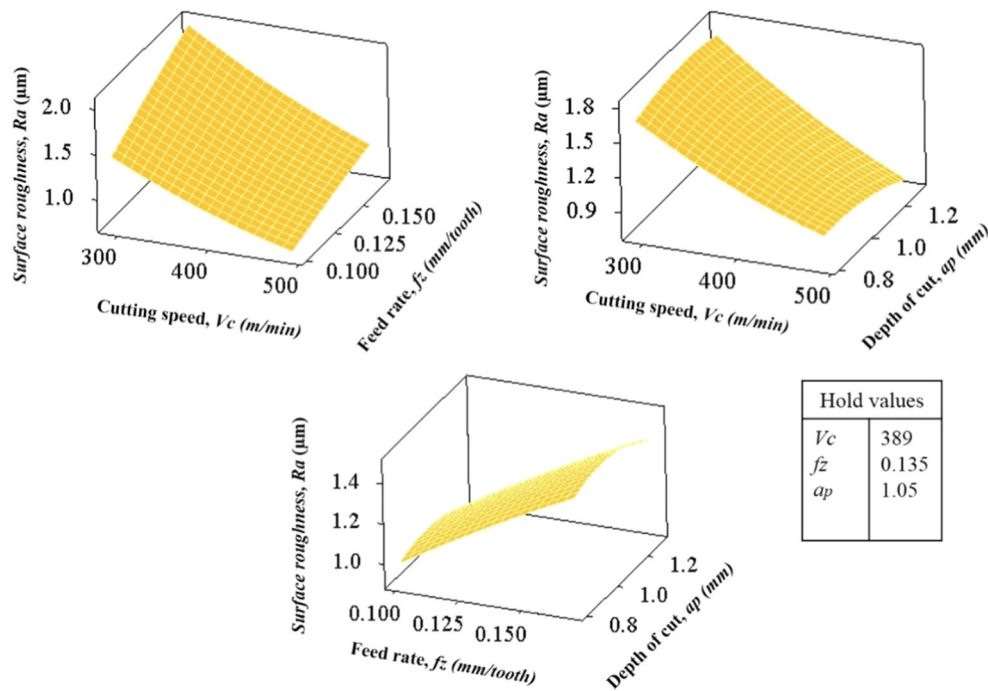 Surface roughness, Ra (μm)
2.0
1.5
1.0
300
400
500
Cutting speed, Vc (m/min)
0.150
0.125
0.100
Feed rate, fz (mm/tooth)
Surface roughness, Ra (μm)
1.8
1.5
1.2
0.9
300
400
500
Cutting speed, Vc (m/min)
1.2
1.0
0.8
Depth of cut, ap (mm)
Surface roughness, Ra (μm)
1.4
1.2
1.0
0.100
0.125
0.150
Feed rate, fz (mm/tooth)
1.2
1.0
0.8
Depth of cut, ap (mm)
Hold values
Vc 389
fz 0.135
ap 1.05